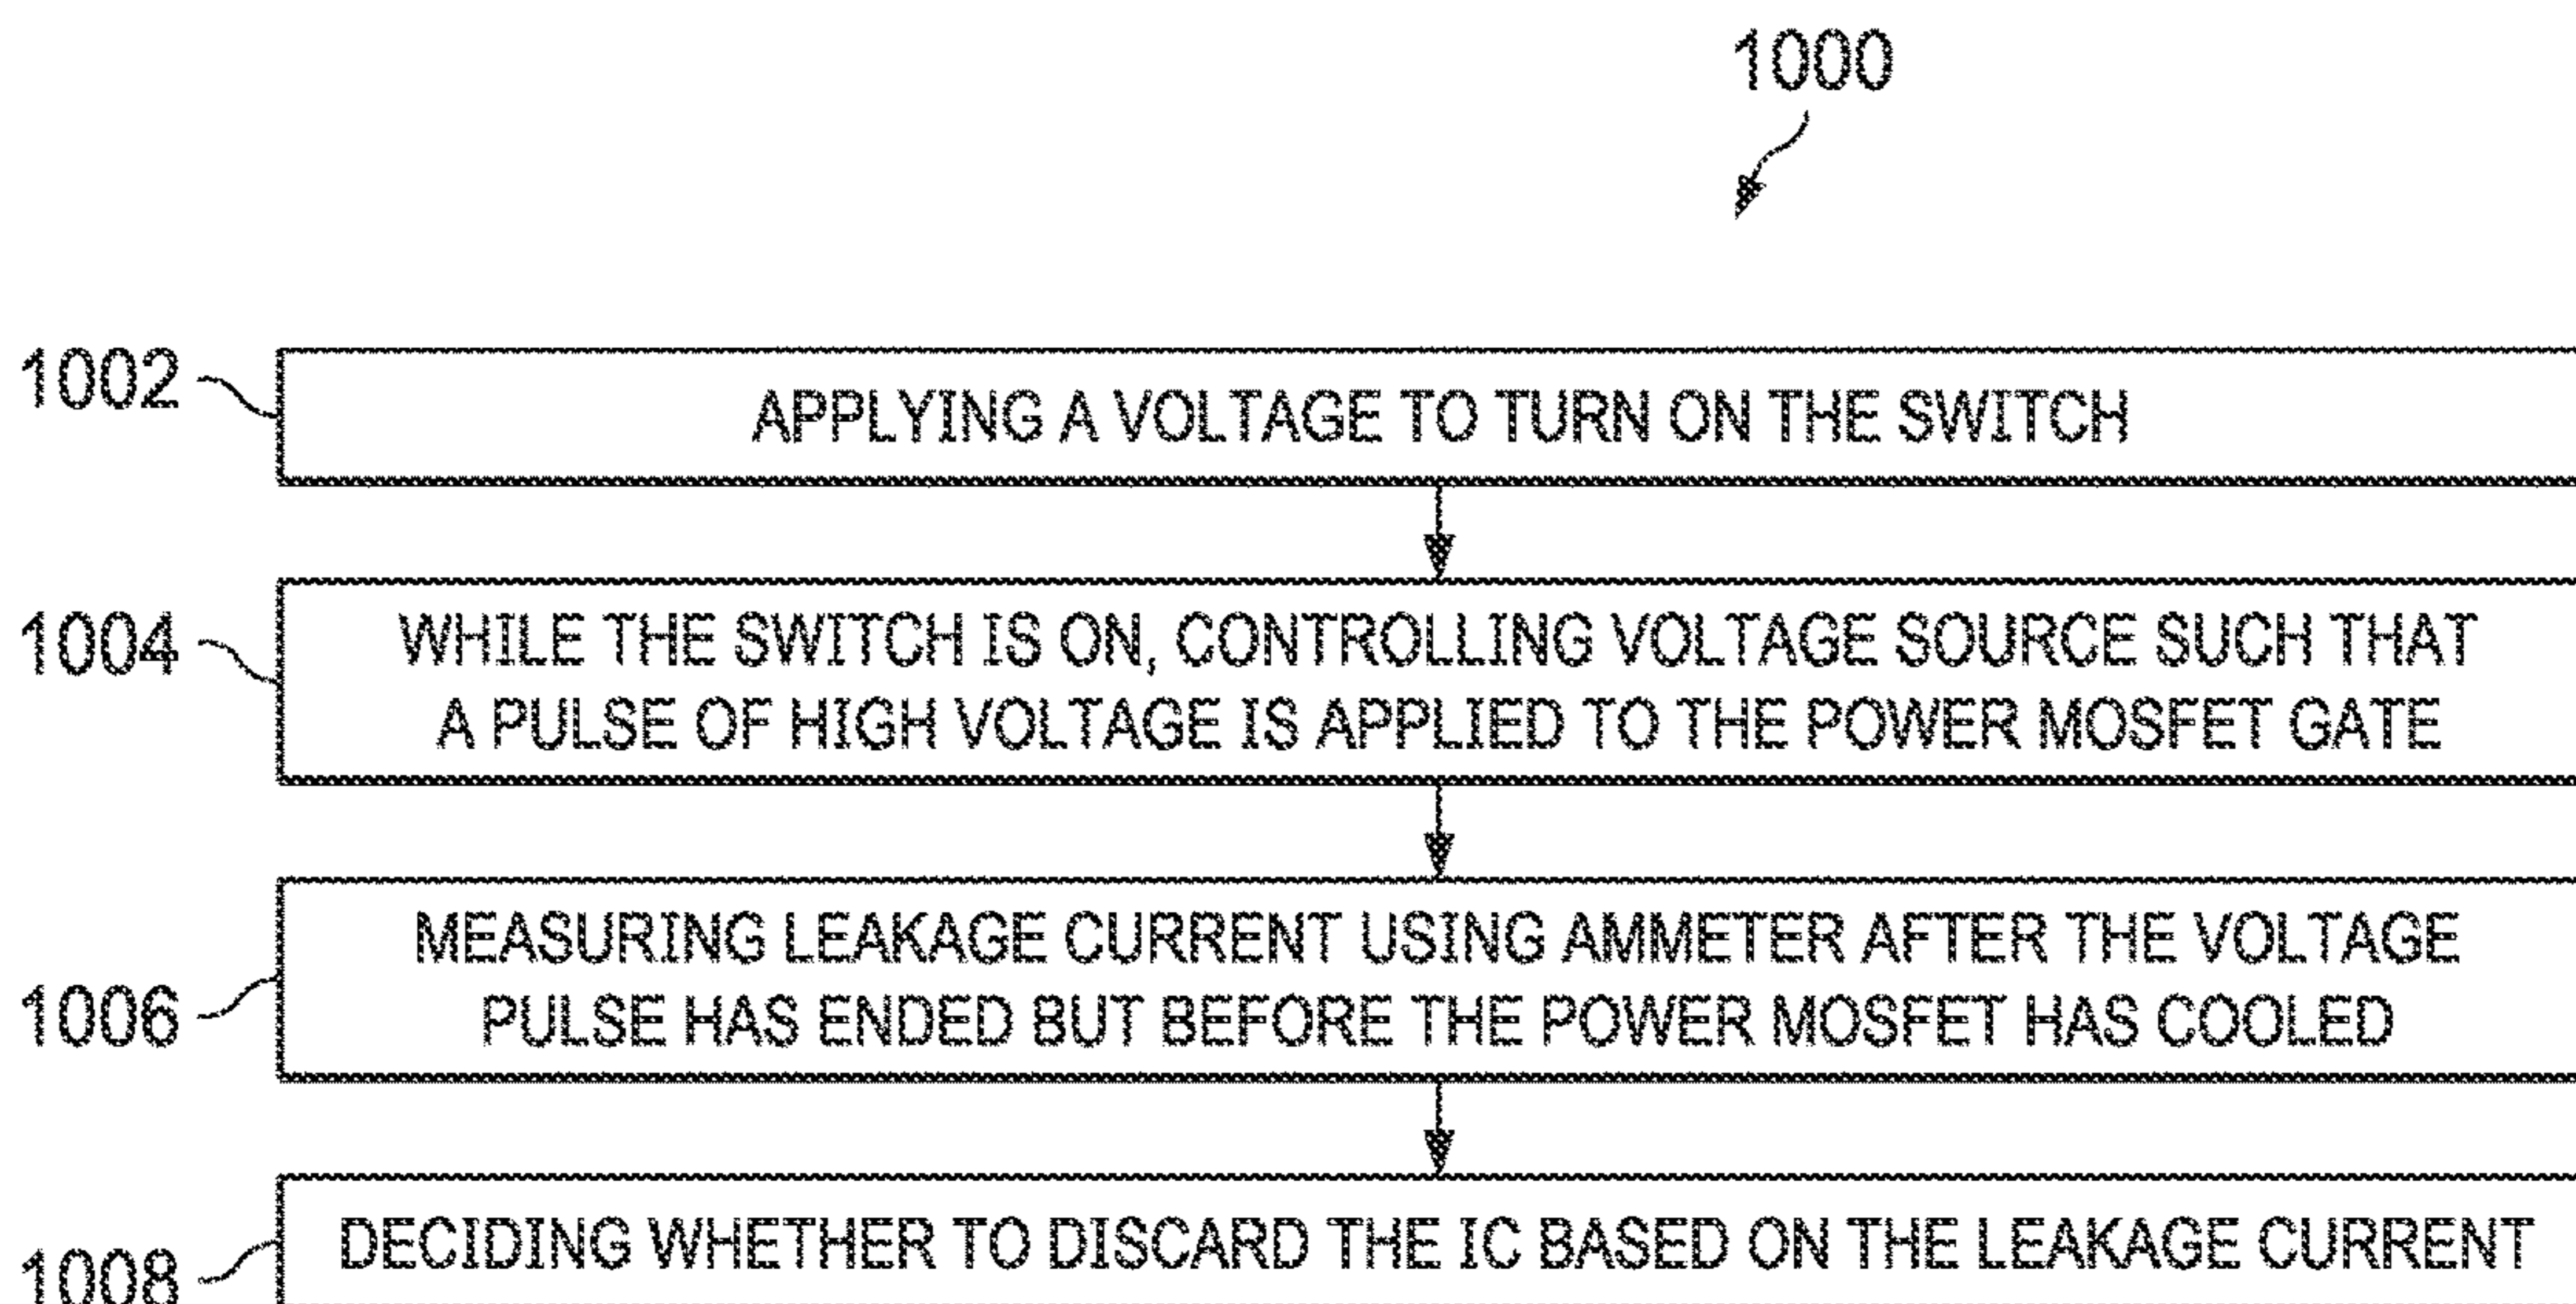 1000
1002
APPLYING A VOLTAGE TO TURN ON THE SWITCH
1004
WHILE THE SWITCH IS ON, CONTROLLING VOLTAGE SOURCE SUCH THAT
A PULSE OF HIGH VOLTAGE IS APPLIED TO THE POWER MOSFET GATE
MEASURING LEAKAGE CURRENT USING AMMETER AFTER THE VOLTAGE
PULSE HAS ENDED BUT BEFORE THE POWER MOSFET HAS COOLED
1006
DECIDING WHETHER TO DISCARD THE IC BASED ON THE LEAKAGE CURRENT
1008